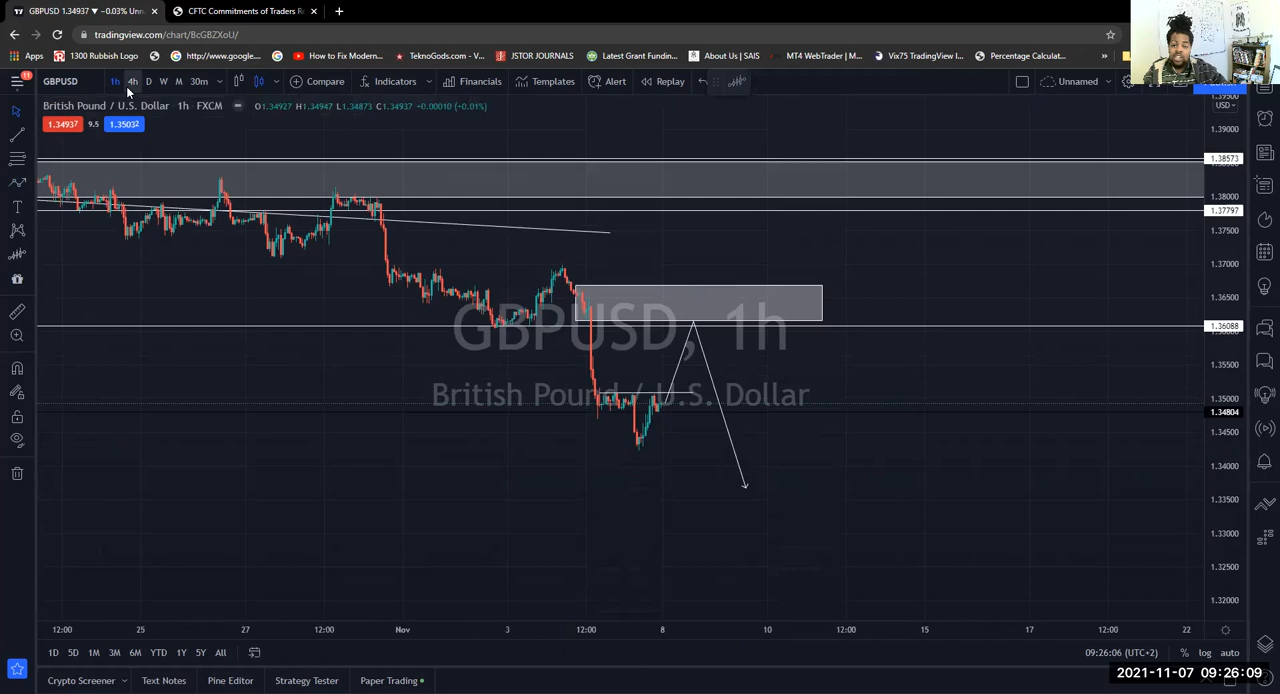 GBPUSD 1.34937 ▼ −0.03% Unn
CFTC Commitments of Traders R
tradingview.com/chart/BcGBZXoU/
Apps
1300 Rubbish Logo
http://www.google...
How to Fix Modern...
TeknoGods.com - V...
JSTOR JOURNALS
Latest Grant Fundin...
About Us | SAIS
MT4 WebTrader | V...
Vix75 TradingView I...
Percentage Calculat...
11
GBPUSD
1h
4h
D
W
M
30m
Compare
Indicators
Financials
Templates
Alert
Replay
Unnamed
British Pound / U.S. Dollar 1h FXCM
O1.34927 H1.34947 L1.34873 C1.34937 −0.00010 (+0.01%)
1.34937
9.5
1.35032
USD
1.39000
1.38573
1.38000
1.37797
1.37500
1.37000
1.36500
1.36088
1.35500
1.35000
1.34804
1.34500
1.34000
1.33500
1.33000
1.32500
1.32000
GBPUSD, 1h
British Pound / U.S. Dollar
12:00
25
27
12:00
Nov
3
12:00
8
10
12:00
15
17
12:00
22
1D
5D
1M
3M
6M
YTD
1Y
5Y
All
09:26:06 (UTC+2)
%
log
auto
Crypto Screener
Text Notes
Pine Editor
Strategy Tester
Paper Trading
2021-11-07 09:26:09